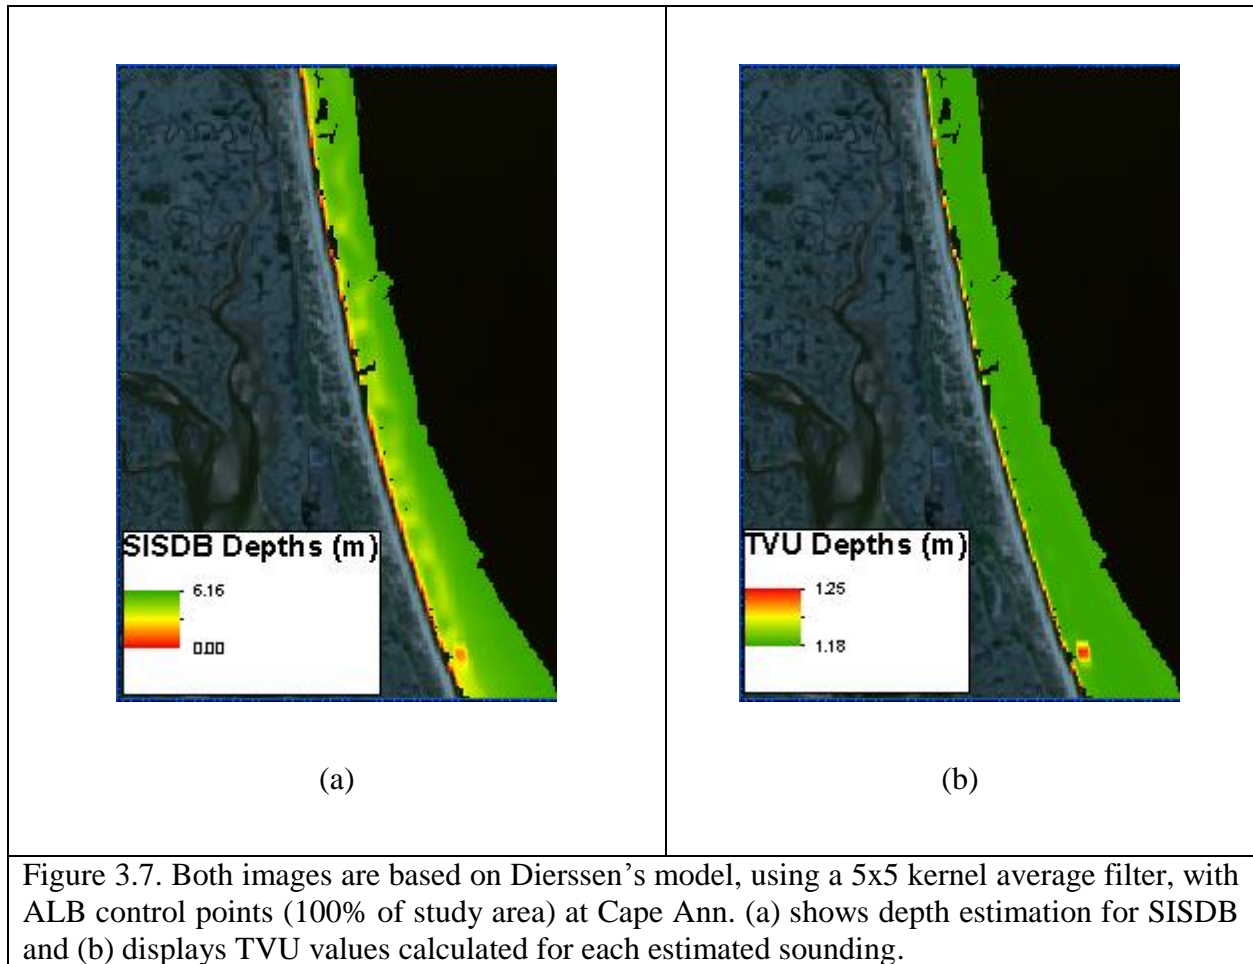 SISDB Depths (m)
6.16
0.00
TVU Depths (m)
1.25
1.18
(a)
(b)
Figure 3.7. Both images are based on Dierssen’s model, using a 5x5 kernel average filter, with
ALB control points (100% of study area) at Cape Ann. (a) shows depth estimation for SISDB
and (b) displays TVU values calculated for each estimated sounding.